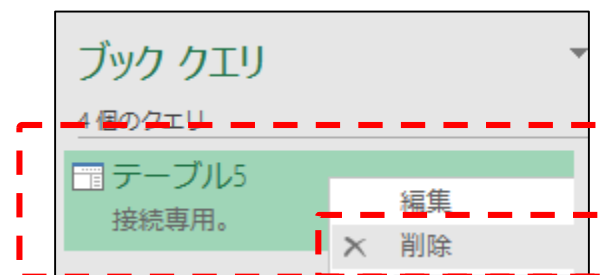 ブック クエリ
4 個のクエリ
テーブル5
接続専用。
編集
削除